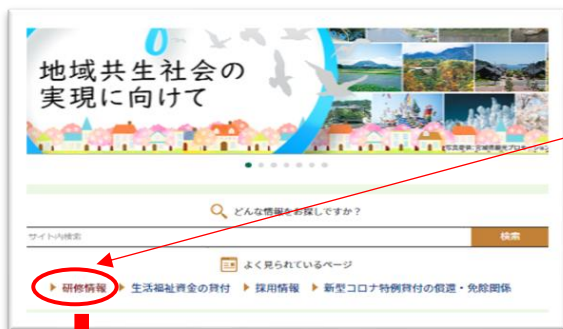 地域共生社会の
実現に向けて
どんな情報をお探しですか？
サイト内検索 検索
よく見られているページ
研修情報 生活福祉資金の貸付 採用情報 新型コロナ特例貸付の償還・免除関係